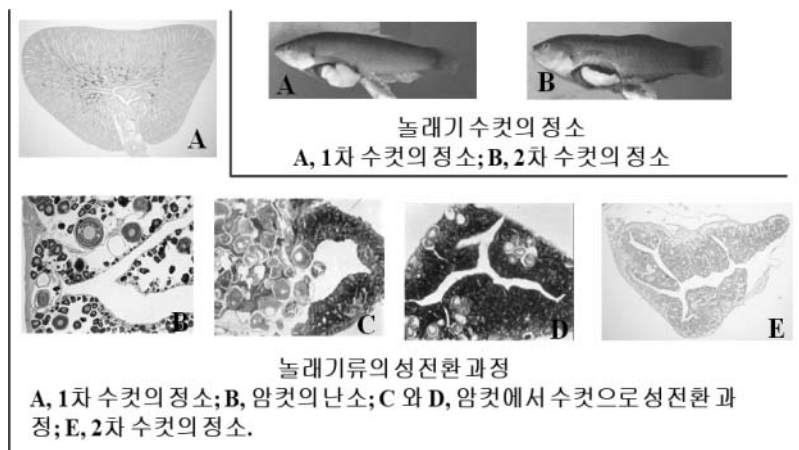 A
A
B
놀래기 수컷의 정소
A, 1차 수컷의 정소; B, 2차 수컷의 정소
B
C
D
E
놀래기류의 성전환 과정
A, 1차 수컷의 정소; B, 암컷의 난소; C 와 D, 암컷에서 수컷으로 성전환 과
정; E, 2차 수컷의 정소.